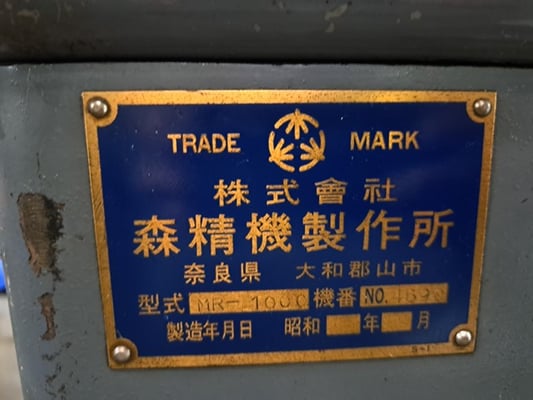 TRADE MARK
株式會社
森精機製作所
奈良県 大和郡山市
型式 MR-1000 機番 NO.
製造年月日 昭和 年 月
S-1